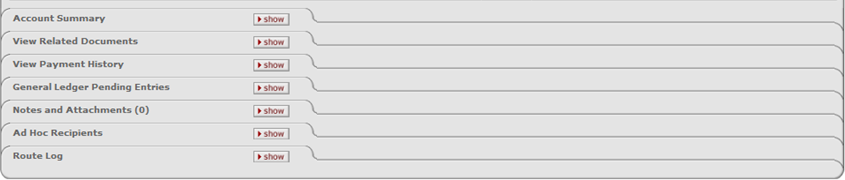 Account Summary show
View Related Documents show
View Payment History show
General Ledger Pending Entries show
Notes and Attachments (0) show
Ad Hoc Recipients show
Route Log show